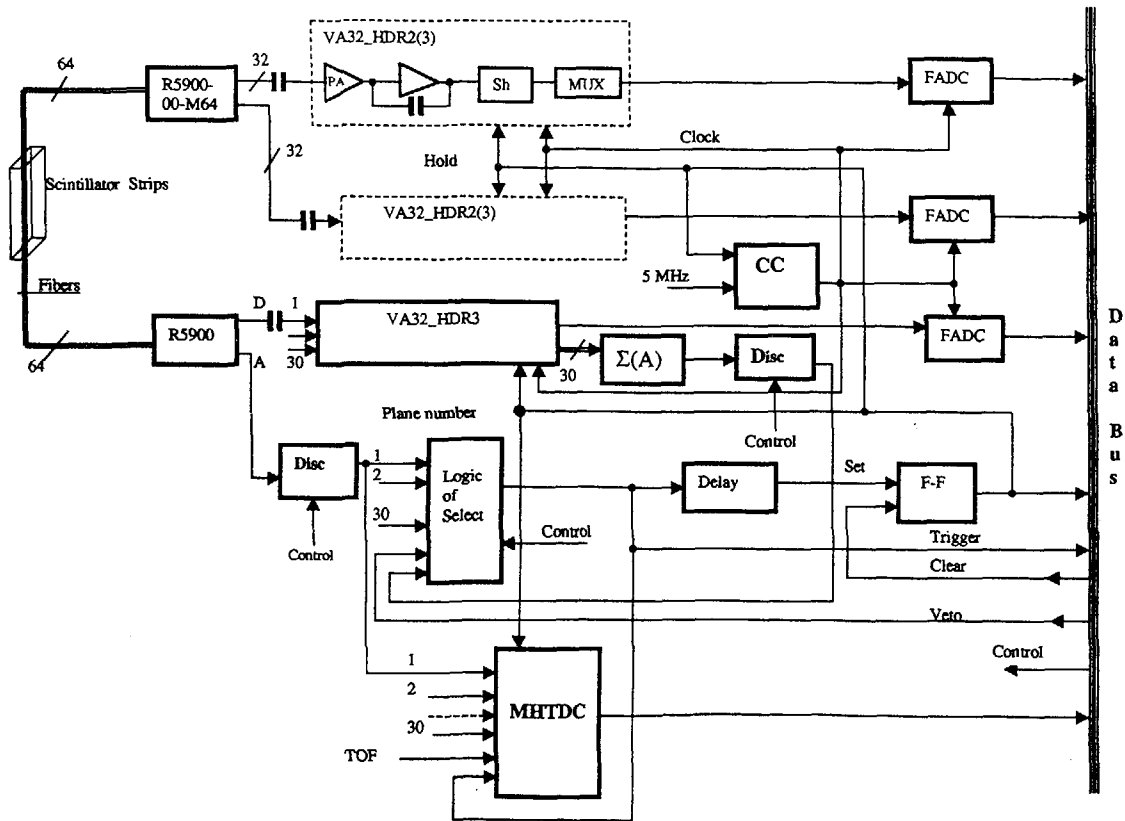 VA32_HDR2(3)
32
64
R5900-
00-M64
PA
Sh
MUX
FADC
Clock
Hold
32
Scintillator Strips
VA32_HDR2(3)
FADC
CC
5 MHz
Fibers
D
1
VA32_HDR3
R5900
FADC
64
A
30
30
Σ(A)
Disc
Plane number
Control
Data Bus
Disc
1
2
Logic
of
Select
Delay
Set
F-F
30
Control
Control
Trigger
Clear
Veto
Control
1
2
MHTDC
30
TOF